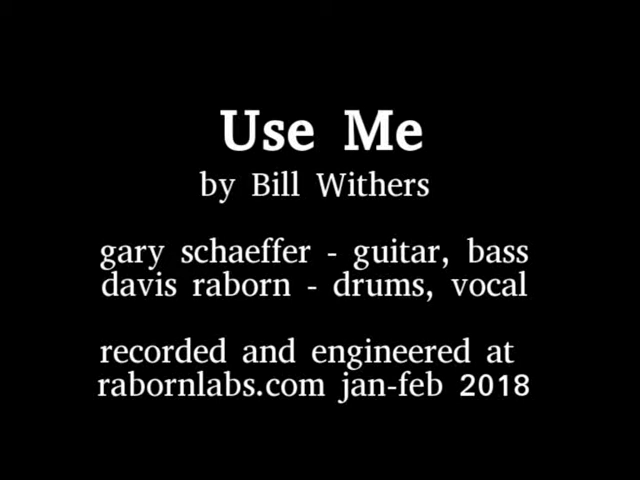 Use Me
by Bill Withers
gary schaeffer - guitar, bass
davis raborn - drums, vocal
recorded and engineered at
rabornlabs.com jan-feb 2018